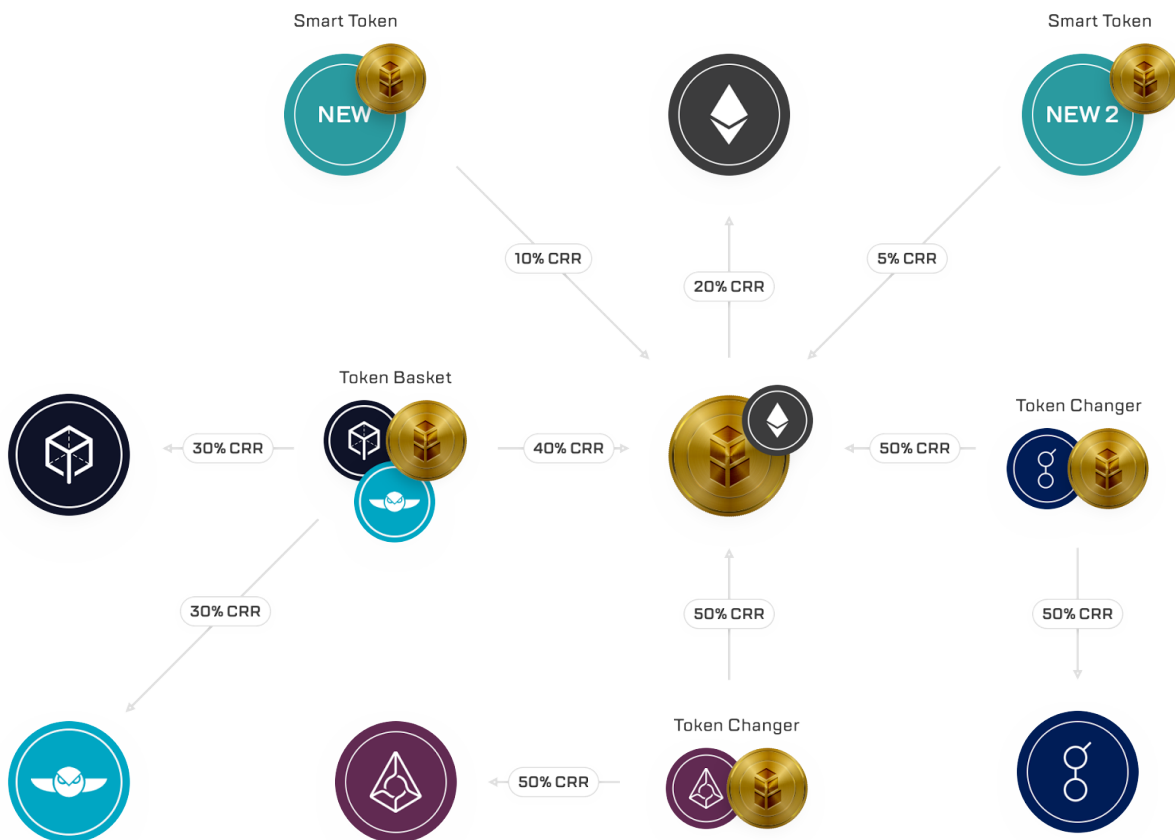 Smart Token
Smart Token
NEW
NEW 2
10% CRR
5% CRR
20% CRR
Token Basket
Token Changer
30% CRR
40% CRR
50% CRR
30% CRR
50% CRR
50% CRR
Token Changer
50% CRR